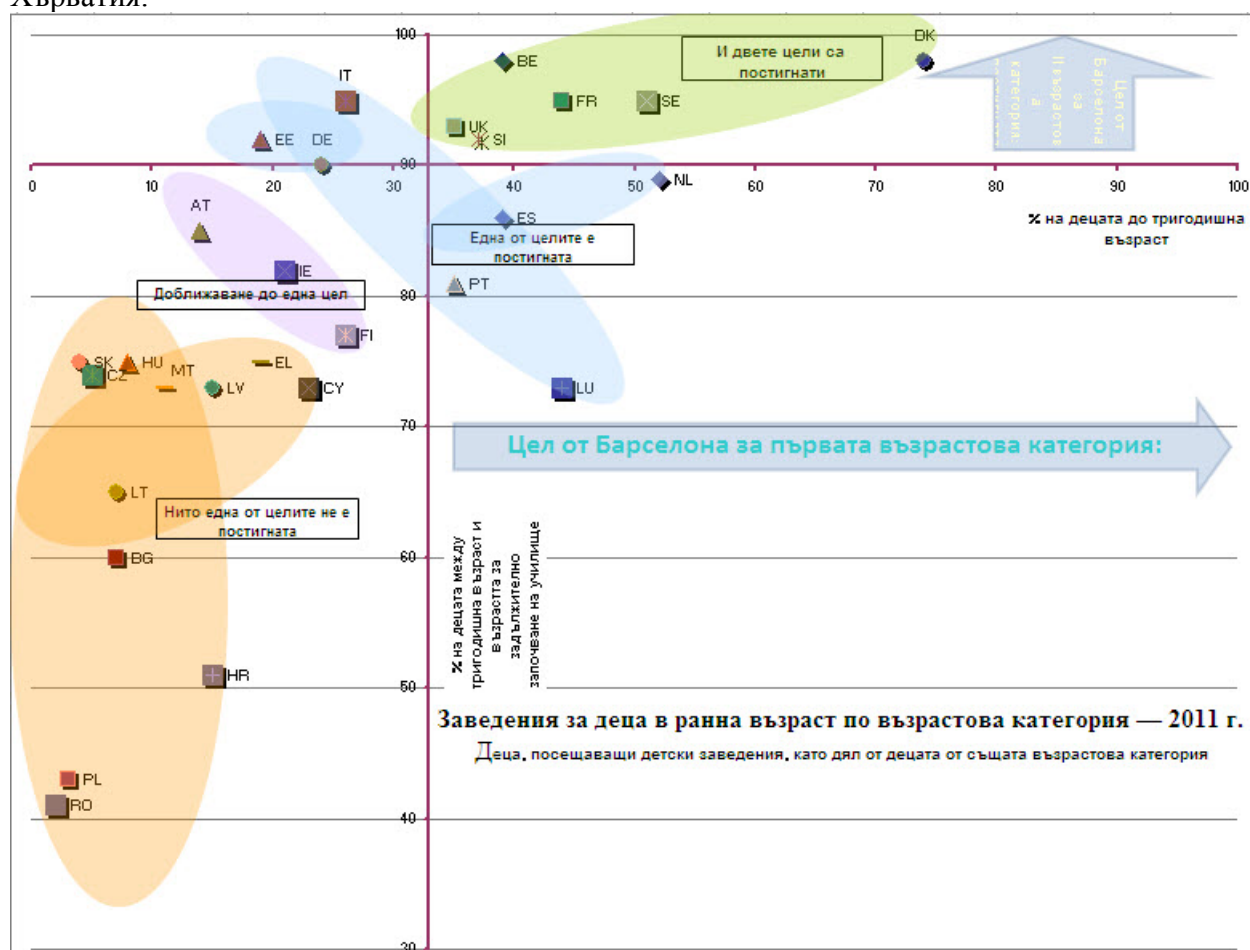 Хърватия.
100
DK
И двете цели са
постигнати
BE
IT
FR
SE
UK
SI
EE
DE
90
0
10
20
30
40
50
60
70
80
90
100
NL
ES
AT
% на децата до тригодишна
възраст
Една от целите е
постигната
IE
PT
Доближаване до една цел
80
FI
SK
HU
EL
CZ
MT
LV
CY
LU
70
Цел от
Барселона
за
категория:
Цел от Барселона за първата възрастова категория:
LT
Нито една от целите не е
постигната
BG
60
% на децата между
тригодишна възраст и
възрастта за
задължително
започване на училище
HR
50
Заведения за деца в ранна възраст по възрастова категория — 2011 г.
Деца, посещаващи детски заведения, като дял от децата от същата възрастова категория
PL
RO
40
30